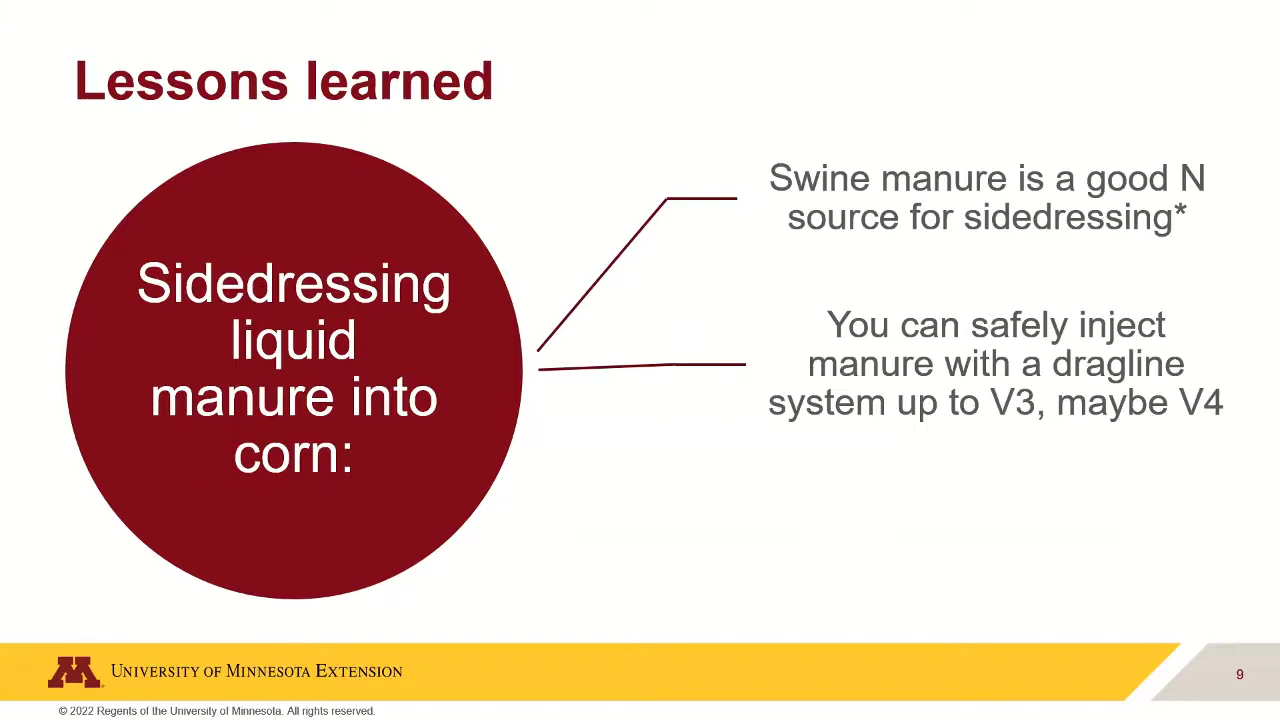 Lessons learned
Sidedressing
liquid
manure into
corn:
Swine manure is a good N
source for sidedressing*
You can safely inject
manure with a dragline
system up to V3, maybe V4
M
UNIVERSITY OF MINNESOTA EXTENSION
9
© 2022 Regents of the University of Minnesota. All rights reserved.